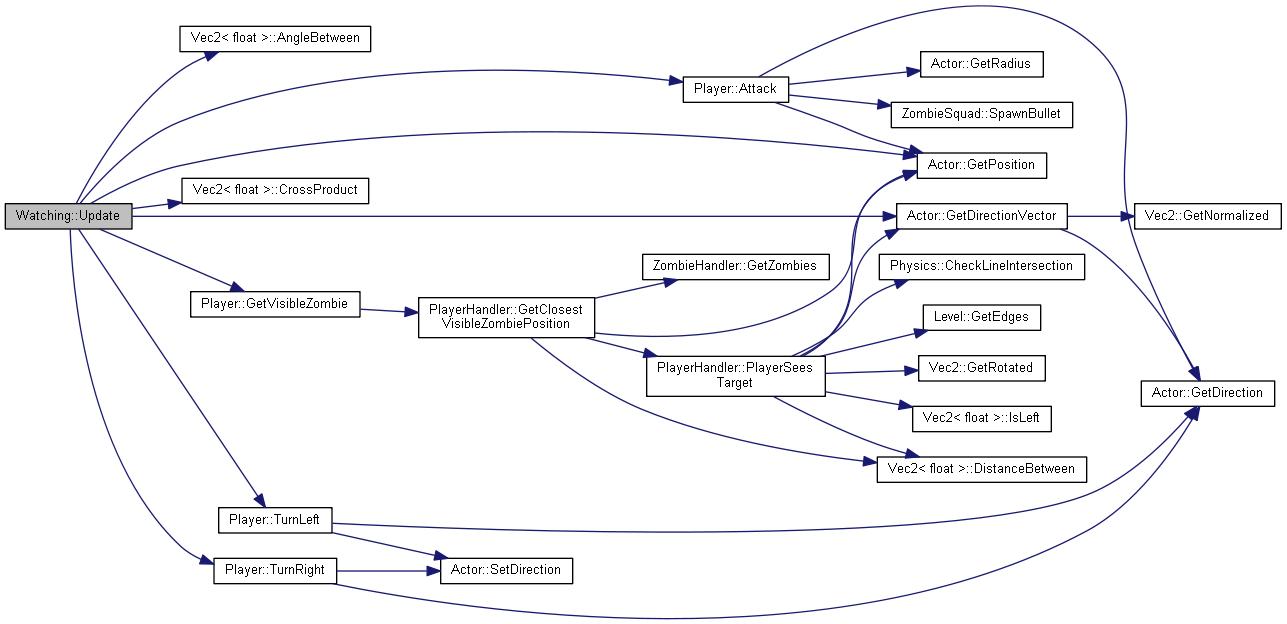 Vec2< float >::AngleBetween
Actor::GetRadius
Player::Attack
ZombieSquad::SpawnBullet
Actor::GetPosition
Vec2< float >::CrossProduct
Watching::Update
Actor::GetDirectionVector
Vec2::GetNormalized
ZombieHandler::GetZombies
Physics::CheckLineIntersection
Player::GetVisibleZombie
PlayerHandler::GetClosest
VisibleZombiePosition
Level::GetEdges
PlayerHandler::PlayerSees
Target
Vec2::GetRotated
Actor::GetDirection
Vec2< float >::IsLeft
Vec2< float >::DistanceBetween
Player::TurnLeft
Player::TurnRight
Actor::SetDirection